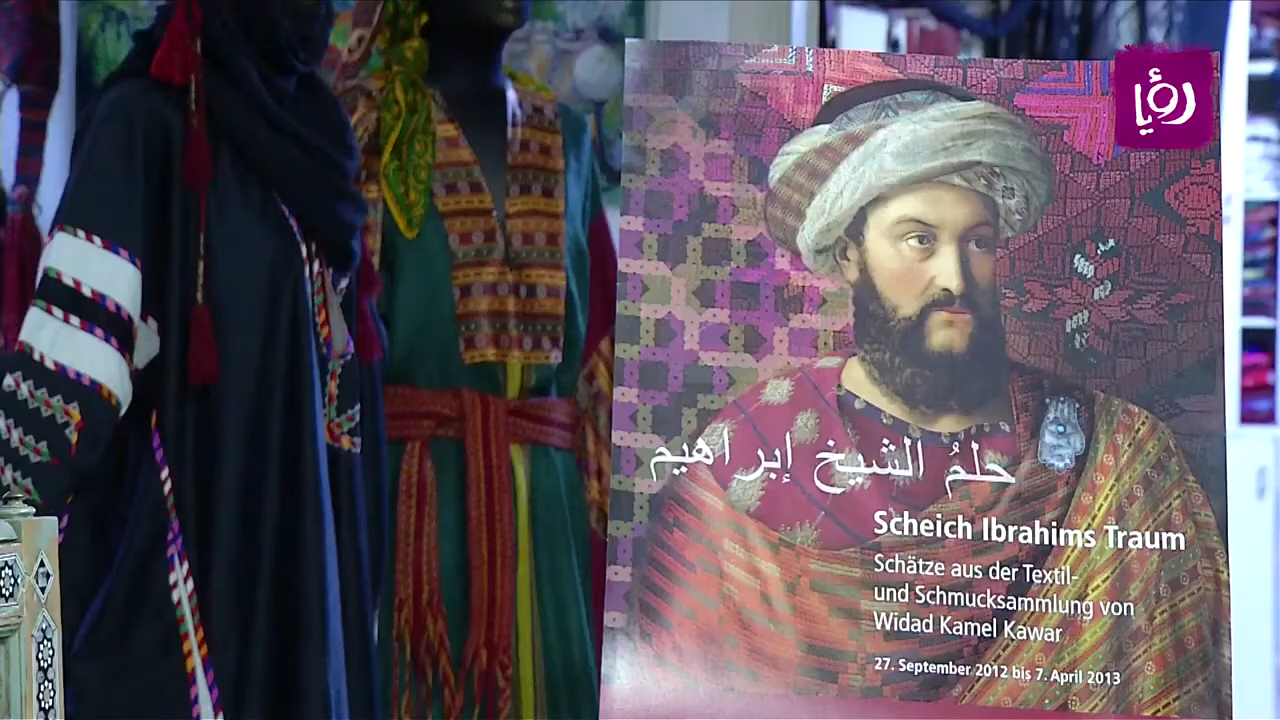 رؤيا
حلمُ الشيخ إبراهيم
Scheich Ibrahims Traum
Schätze aus der Textil-
und Schmucksammlung von
Widad Kamel Kawar
27. September 2012 bis 7. April 2013